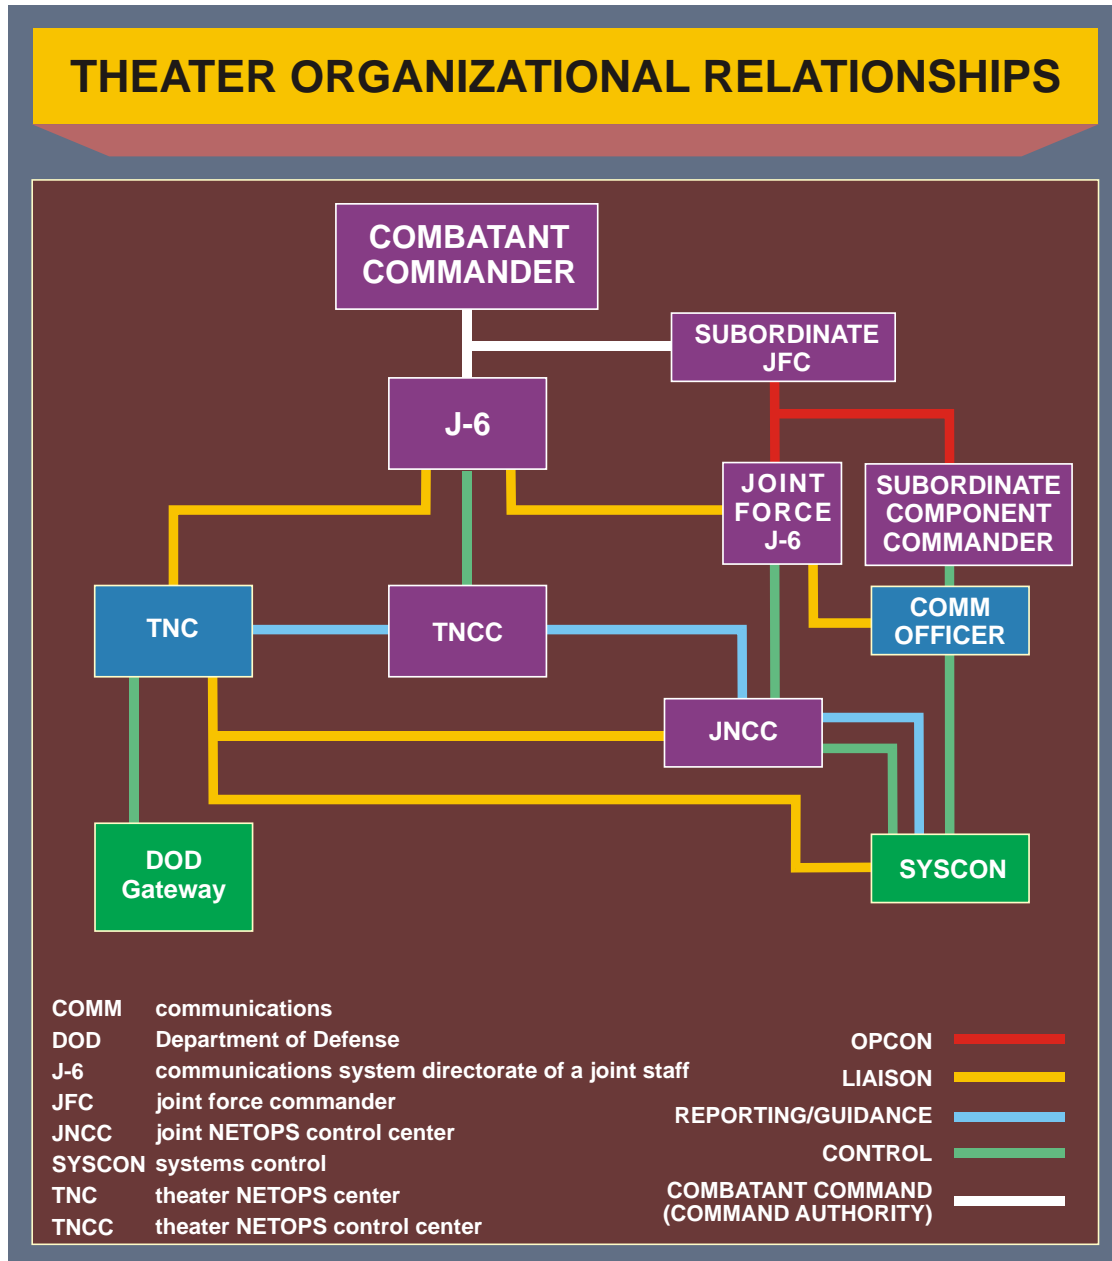 THEATER ORGANIZATIONAL RELATIONSHIPS
COMBATANT
COMMANDER
SUBORDINATE
JFC
J-6
JOINT
FORCE
J-6
SUBORDINATE
COMPONENT
COMMANDER
TNC
TNCC
COMM
OFFICER
JNCC
DOD
Gateway
SYSCON
COMM communications
DOD Department of Defense
J-6 communications system directorate of a joint staff
JFC joint force commander
JNCC joint NETOPS control center
SYSCON systems control
TNC theater NETOPS center
TNCC theater NETOPS control center
OPCON
LIAISON
REPORTING/GUIDANCE
CONTROL
COMBATANT COMMAND
(COMMAND AUTHORITY)